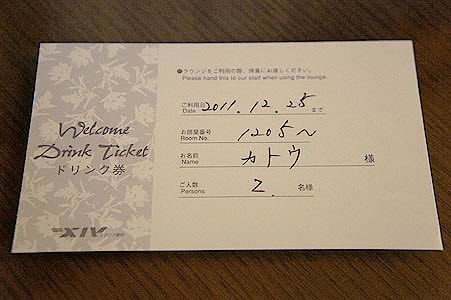 Welcome
Drink Ticket
ドリンク券
XIV
●ラウンジをご利用の際、係員にお渡しください。
Please hand this to our staff when using the lounge.
ご利用日 2011.12.25 まで
Date
お部屋番号 1205〜
Room No.
お名前 カトウ 様
Name
ご人数 2. 名様
Persons